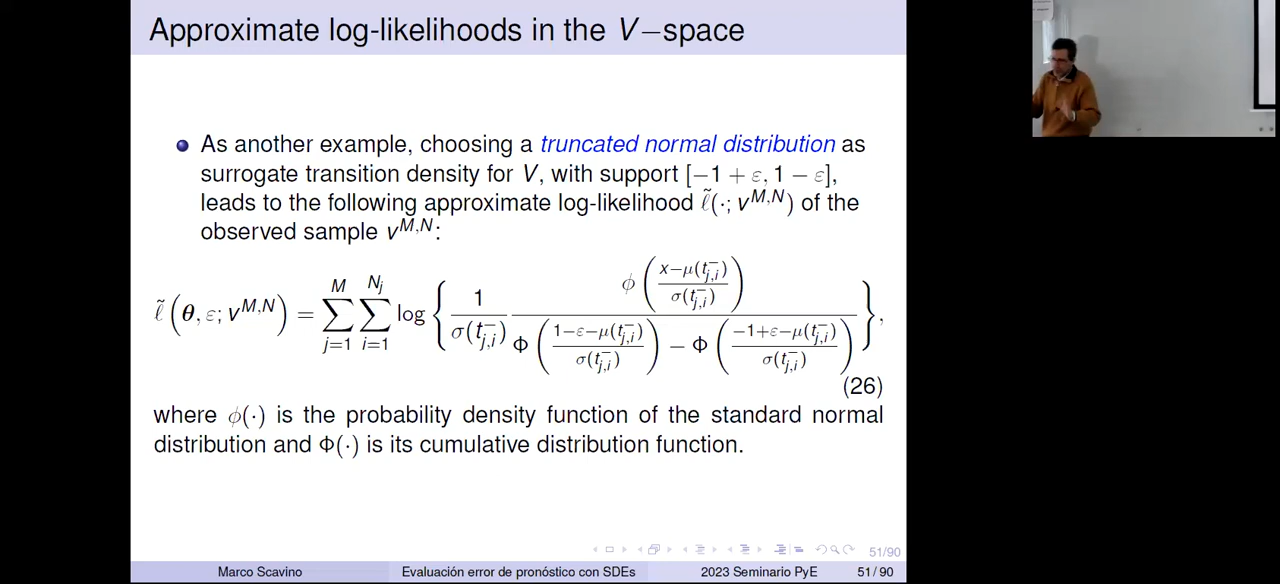 Approximate log-likelihoods in the V−space
As another example, choosing a truncated normal distribution as
surrogate transition density for V, with support [−1 + ε, 1 − ε],
leads to the following approximate log-likelihood ℓ̃(·; v^{M,N}) of the
observed sample v^{M,N}:
ℓ̃(θ, ε; v^{M,N}) = ∑_{j=1}^{M} ∑_{i=1}^{N_j} log { 1/σ(t⁻_{j,i}) · φ((x−μ(t⁻_{j,i}))/σ(t⁻_{j,i})) / (Φ((1−ε−μ(t⁻_{j,i}))/σ(t⁻_{j,i})) − Φ((−1+ε−μ(t⁻_{j,i}))/σ(t⁻_{j,i}))) },
(26)
where φ(·) is the probability density function of the standard normal
distribution and Φ(·) is its cumulative distribution function.
51/90
Marco Scavino Evaluación error de pronóstico con SDEs 2023 Seminario PyE 51 / 90